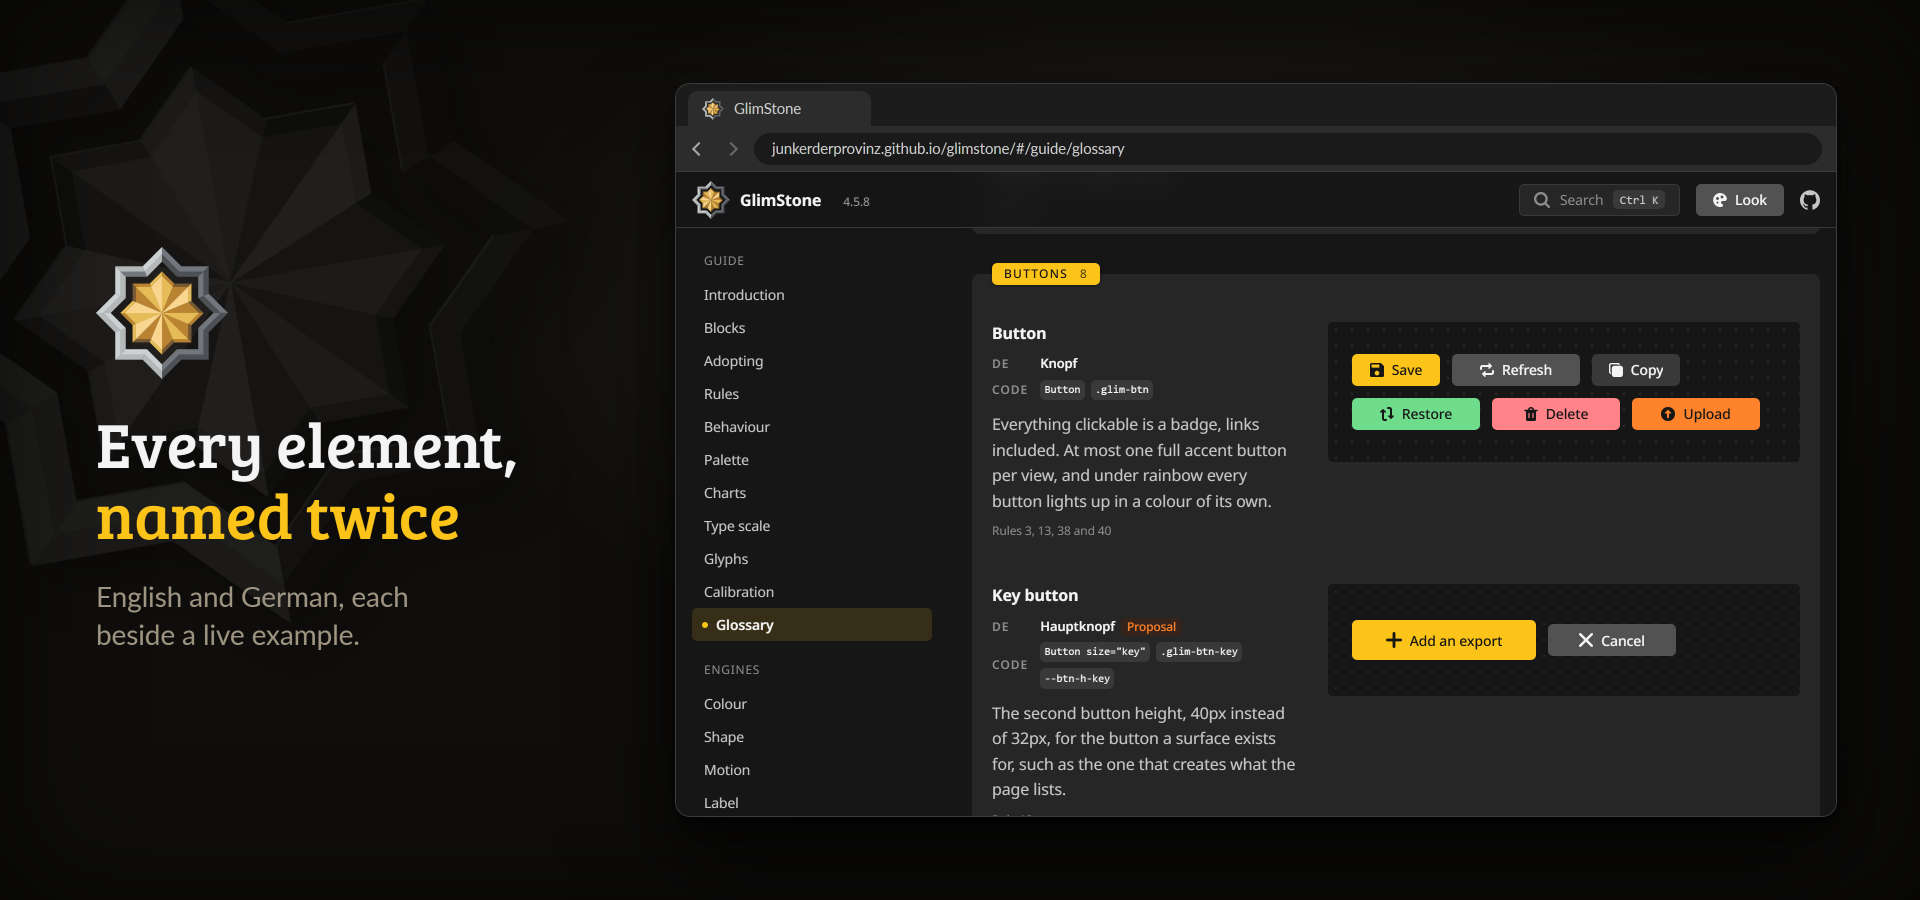 Every element,
named twice
English and German, each
beside a live example.
GlimStone
junkerderprovinz.github.io/glimstone/#/guide/glossary
GlimStone 4.5.8
Search Ctrl K
Look
GUIDE
Introduction
Blocks
Adopting
Rules
Behaviour
Palette
Charts
Type scale
Glyphs
Calibration
Glossary
ENGINES
Colour
Shape
Motion
Label
BUTTONS 8
Button
DE Knopf
CODE Button .glim-btn
Everything clickable is a badge, links
included. At most one full accent button
per view, and under rainbow every
button lights up in a colour of its own.
Rules 3, 13, 38 and 40
Save Refresh Copy
Restore Delete Upload
Key button
DE Hauptknopf Proposal
CODE Button size="key" .glim-btn-key
--btn-h-key
The second button height, 40px instead
of 32px, for the button a surface exists
for, such as the one that creates what the
page lists.
Add an export Cancel